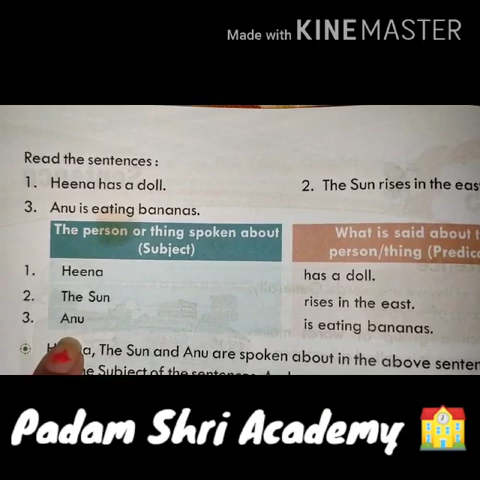 Made with KINEMASTER
Read the sentences :
1. Heena has a doll. 2. The Sun rises in the eas
3. Anu is eating bananas.
The person or thing spoken about (Subject)
What is said about t
person/thing (Predic
1. Heena has a doll.
2. The Sun rises in the east.
3. Anu is eating bananas.
a, The Sun and Anu are spoken about in the above senten
he Subject of the sentences.
Padam Shri Academy